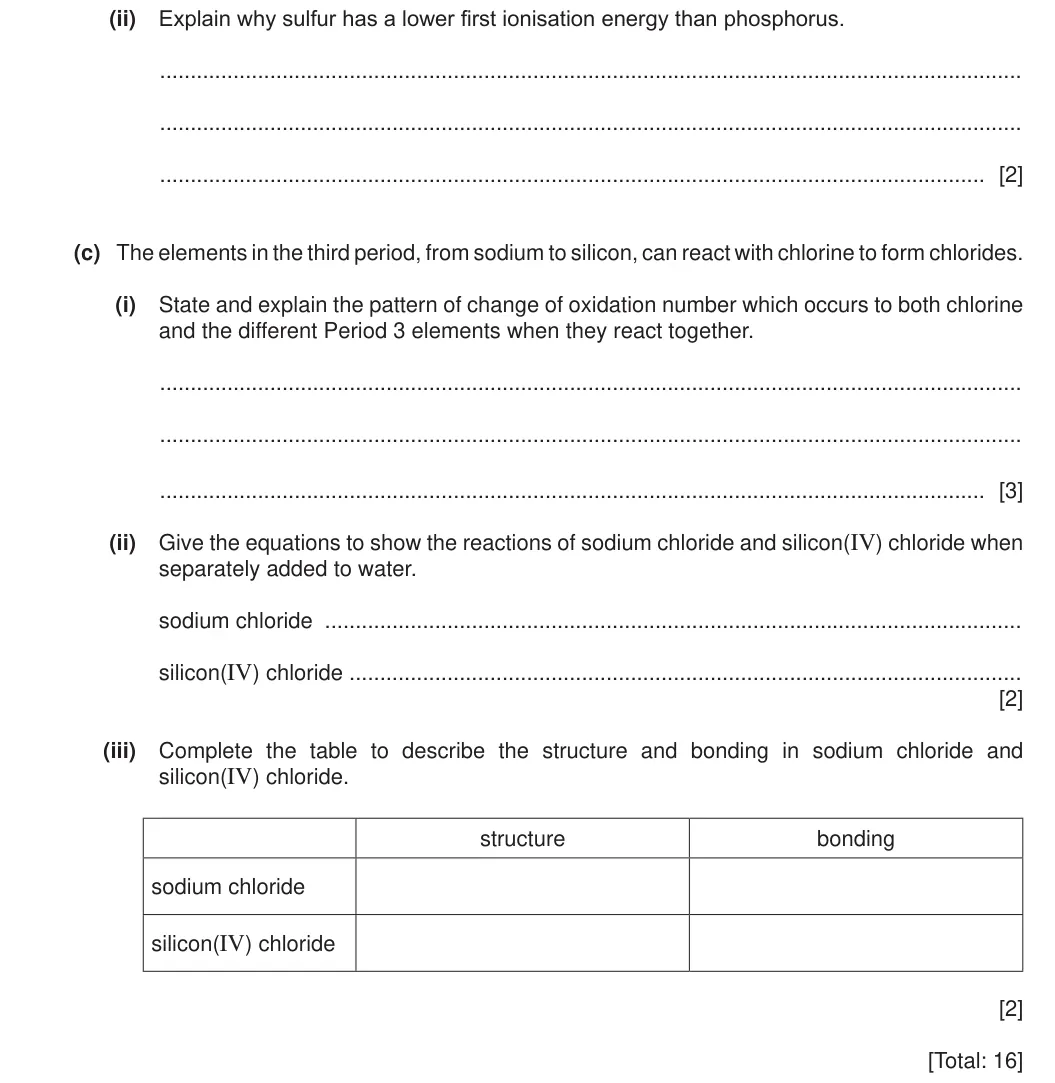 (ii) Explain why sulfur has a lower first ionisation energy than phosphorus.
..........................................................................................................................................
..........................................................................................................................................
.................................................................................................................................... [2]
(c) The elements in the third period, from sodium to silicon, can react with chlorine to form chlorides.
(i) State and explain the pattern of change of oxidation number which occurs to both chlorine
and the different Period 3 elements when they react together.
..........................................................................................................................................
..........................................................................................................................................
.................................................................................................................................... [3]
(ii) Give the equations to show the reactions of sodium chloride and silicon(IV) chloride when
separately added to water.
sodium chloride ................................................................................................................
silicon(IV) chloride ............................................................................................................
[2]
(iii) Complete the table to describe the structure and bonding in sodium chloride and
silicon(IV) chloride.
structure bonding
sodium chloride
silicon(IV) chloride
[2]
[Total: 16]